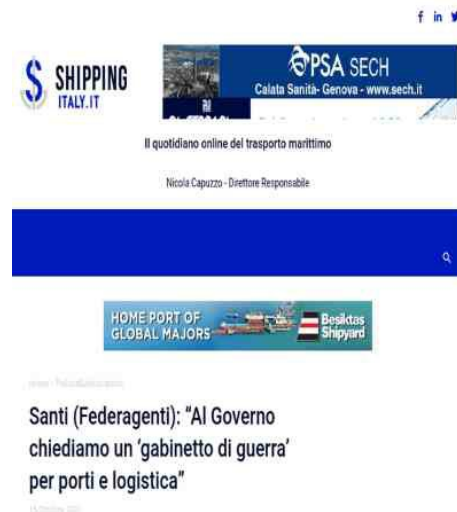 SHIPPING
ITALY.IT
PSA SECH
Calata Sanità- Genova - www.sech.it
Il quotidiano online del trasporto marittimo
Nicola Capuzzo - Direttore Responsabile
HOME PORT OF
GLOBAL MAJORS
Besiktas
Shipyard
Santi (Federagenti): “Al Governo
chiediamo un ‘gabinetto di guerra’
per porti e logistica”